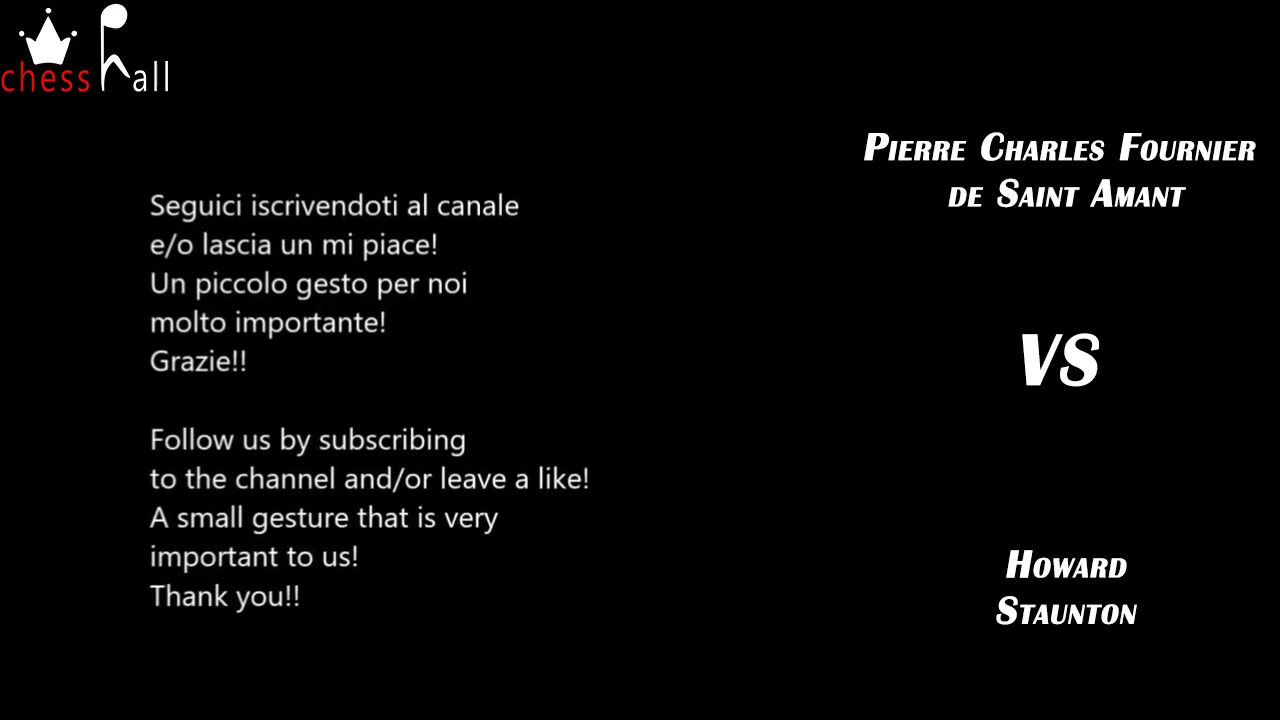 chess hall
Seguici iscrivendoti al canale
e/o lascia un mi piace!
Un piccolo gesto per noi
molto importante!
Grazie!!
Follow us by subscribing
to the channel and/or leave a like!
A small gesture that is very
important to us!
Thank you!!
Pierre Charles Fournier
de Saint Amant
VS
Howard
Staunton